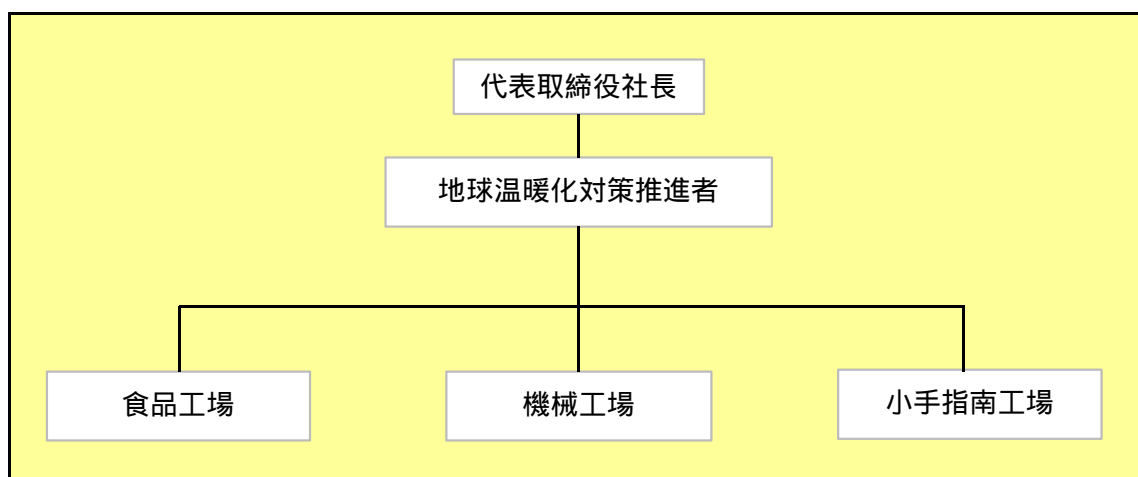 代表取締役社長
地球温暖化対策推進者
食品工場
機械工場
小手指南工場